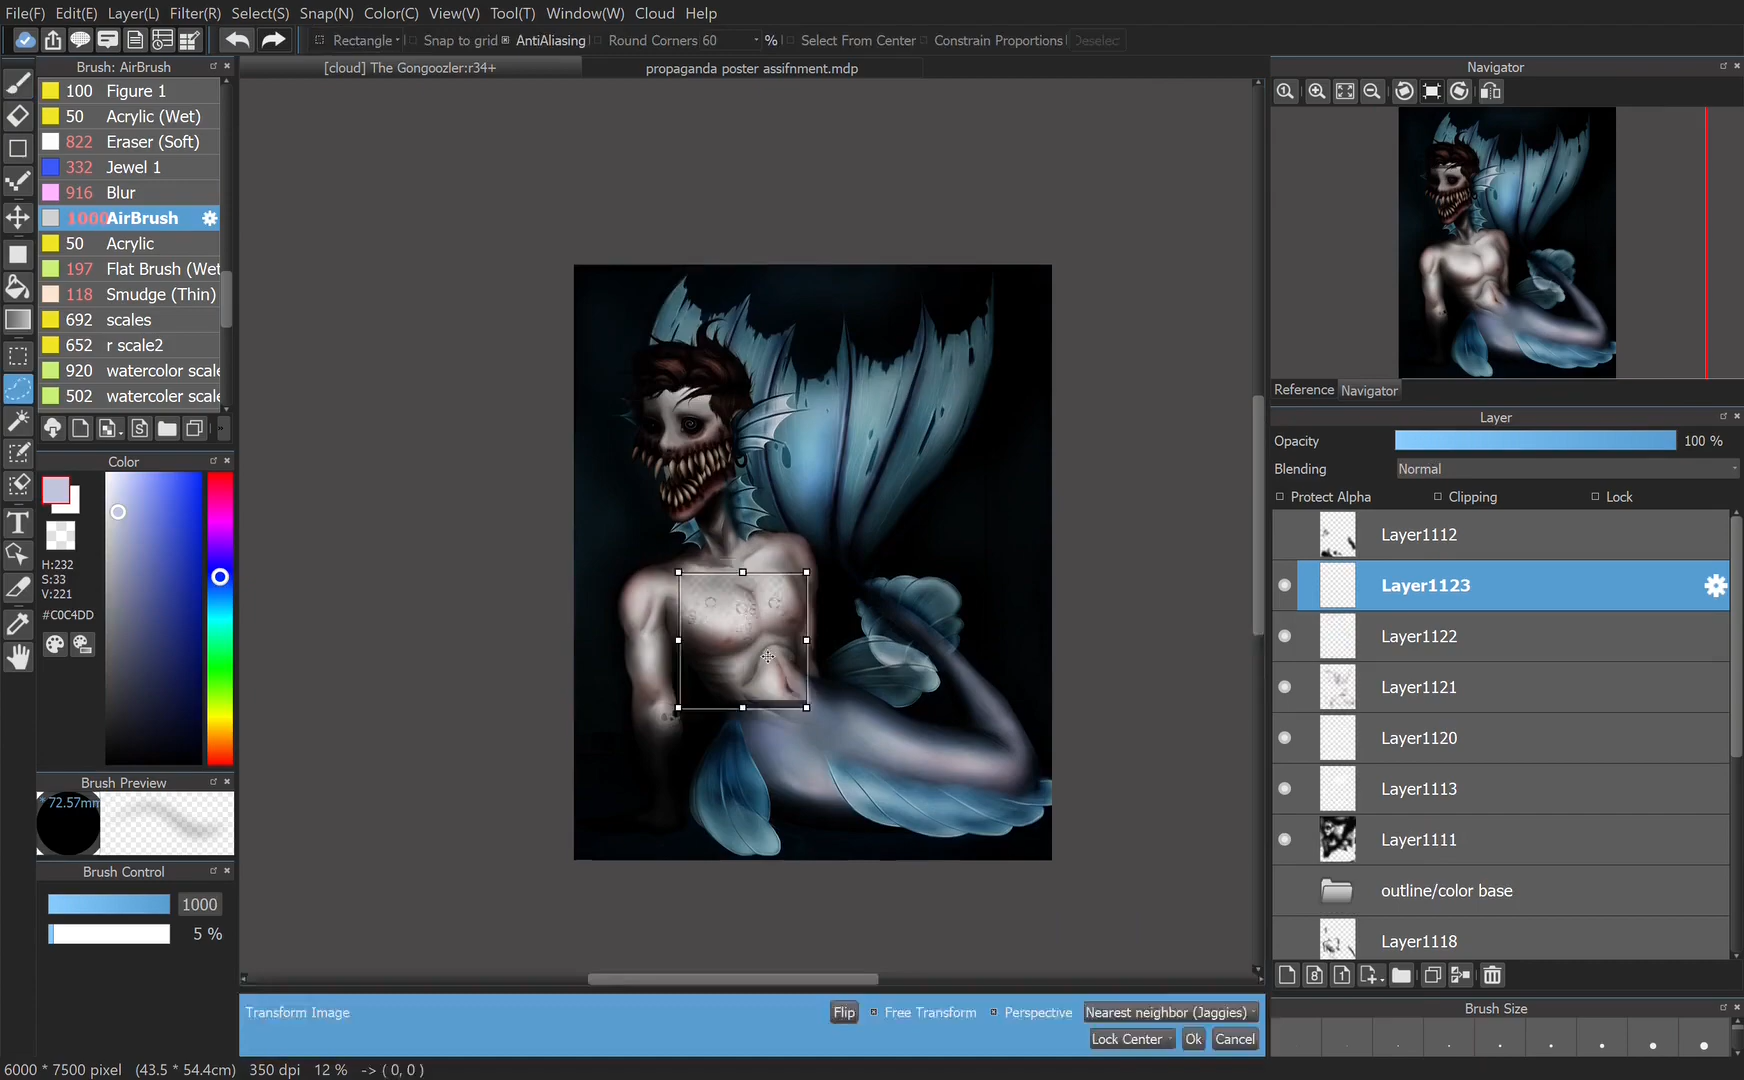 File(F) Edit(E) Layer(L) Filter(R) Select(S) Snap(N) Color(C) View(V) Tool(T) Window(W) Cloud Help
Rectangle Snap to grid AntiAliasing Round Corners 60 % Select From Center Constrain Proportions Deselec
Brush: AirBrush
[cloud] The Gongoozler:r34+
propaganda poster assifnment.mdp
Navigator
100 Figure 1
50 Acrylic (Wet)
822 Eraser (Soft)
332 Jewel 1
916 Blur
1000 AirBrush
50 Acrylic
197 Flat Brush (Wet
118 Smudge (Thin)
692 scales
652 r scale2
920 watercolor scale
502 watercoler scale
S
Color
H:232
S:33
V:221
#C0C4DD
T
Brush Preview
* 72.57mm
Brush Control
1000
5 %
Reference Navigator
Layer
Opacity 100 %
Blending Normal
Protect Alpha Clipping Lock
Layer1112
Layer1123
Layer1122
Layer1121
Layer1120
Layer1113
Layer1111
outline/color base
Layer1118
8 1
Brush Size
Transform Image Flip Free Transform Perspective Nearest neighbor (Jaggies)
Lock Center Ok Cancel
6000 * 7500 pixel (43.5 * 54.4cm) 350 dpi 12 % -> ( 0, 0 )